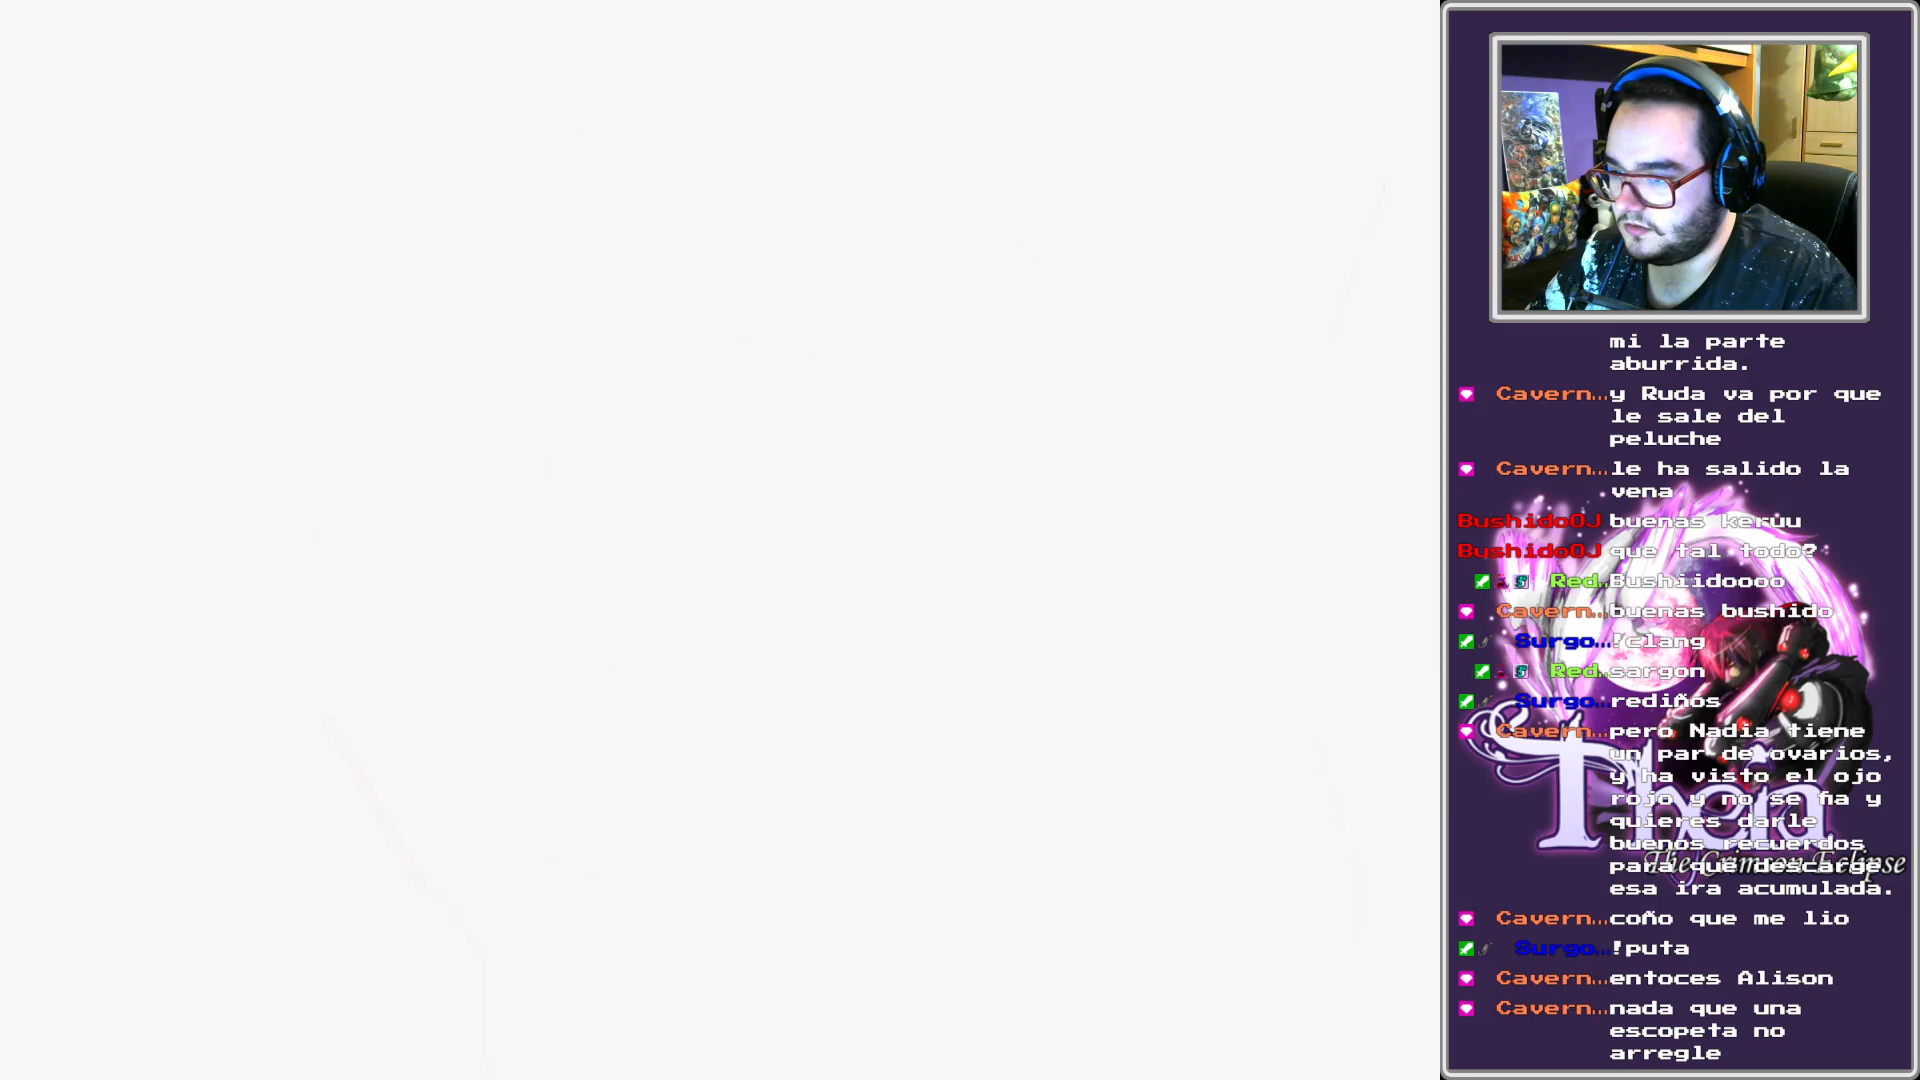 mi la parte
aburrida.
Cavern...y Ruda va por que
le sale del
peluche
Cavern...le ha salido la
vena
BushidoOJ buenas keruu
BushidoOJ que tal todo?
Red..Bushiidoooo
Cavern...buenas bushido
Surgo...!clang
Red..sargon
Surgo...rediños
Cavern...pero Nadia tiene
un par de ovarios,
y ha visto el ojo
rojo y no se fia y
quieres darle
buenos recuerdos
para que descarge
esa ira acumulada.
Theia
The Crimson Eclipse
Cavern...coño que me lio
Surgo...!puta
Cavern...entoces Alison
Cavern...nada que una
escopeta no
arregle